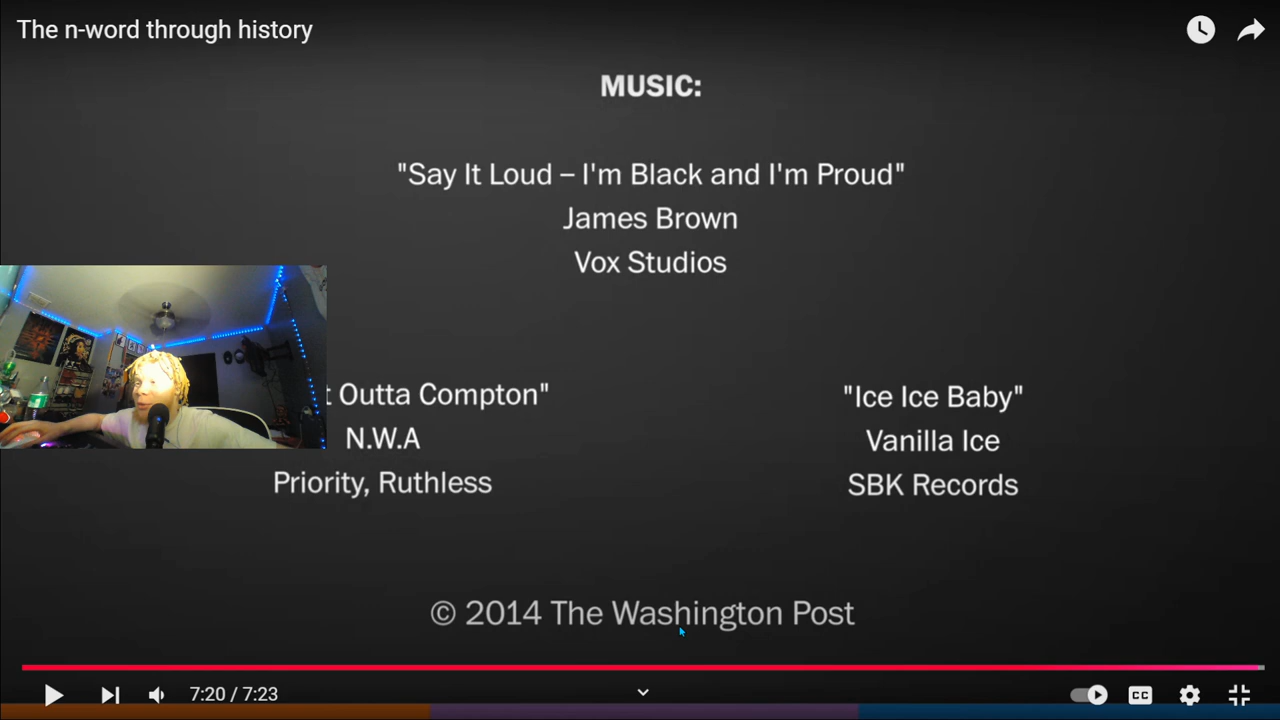 The n-word through history
MUSIC:
"Say It Loud – I'm Black and I'm Proud"
James Brown
Vox Studios
t Outta Compton"
N.W.A
Priority, Ruthless
"Ice Ice Baby"
Vanilla Ice
SBK Records
© 2014 The Washington Post
7:20 / 7:23
CC